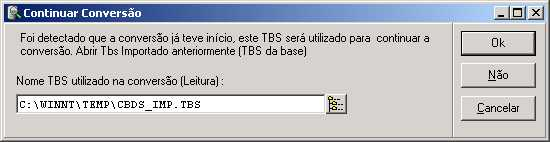 Continuar Conversão
Foi detectado que a conversão já teve início, este TBS será utilizado para continuar a
conversão. Abrir Tbs Importado anteriormente (TBS da base)
Nome TBS utilizado na conversão (Leitura) :
C:\WINNT\TEMP\CBDS_IMP.TBS
Ok
Não
Cancelar